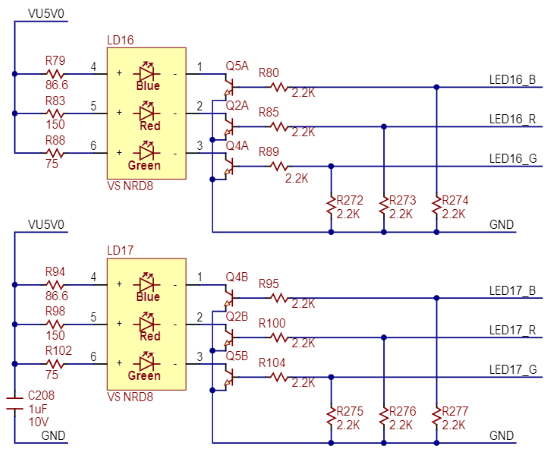 VU5V0
LD16
R79
4
+
-
1
Q5A
R80
LED16_B
86.6
Blue
2.2K
R83
5
+
-
2
Q2A
R85
LED16_R
150
Red
2.2K
R88
6
+
-
3
Q4A
R89
LED16_G
75
Green
2.2K
VS NRD8
R272
R273
R274
2.2K
2.2K
2.2K
GND
VU5V0
LD17
R94
4
+
-
1
Q4B
R95
LED17_B
86.6
Blue
2.2K
R98
5
+
-
2
Q2B
R100
LED17_R
150
Red
2.2K
R102
6
+
-
3
Q5B
R104
LED17_G
75
Green
2.2K
VS NRD8
C208
1uF
10V
R275
R276
R277
2.2K
2.2K
2.2K
GND
GND